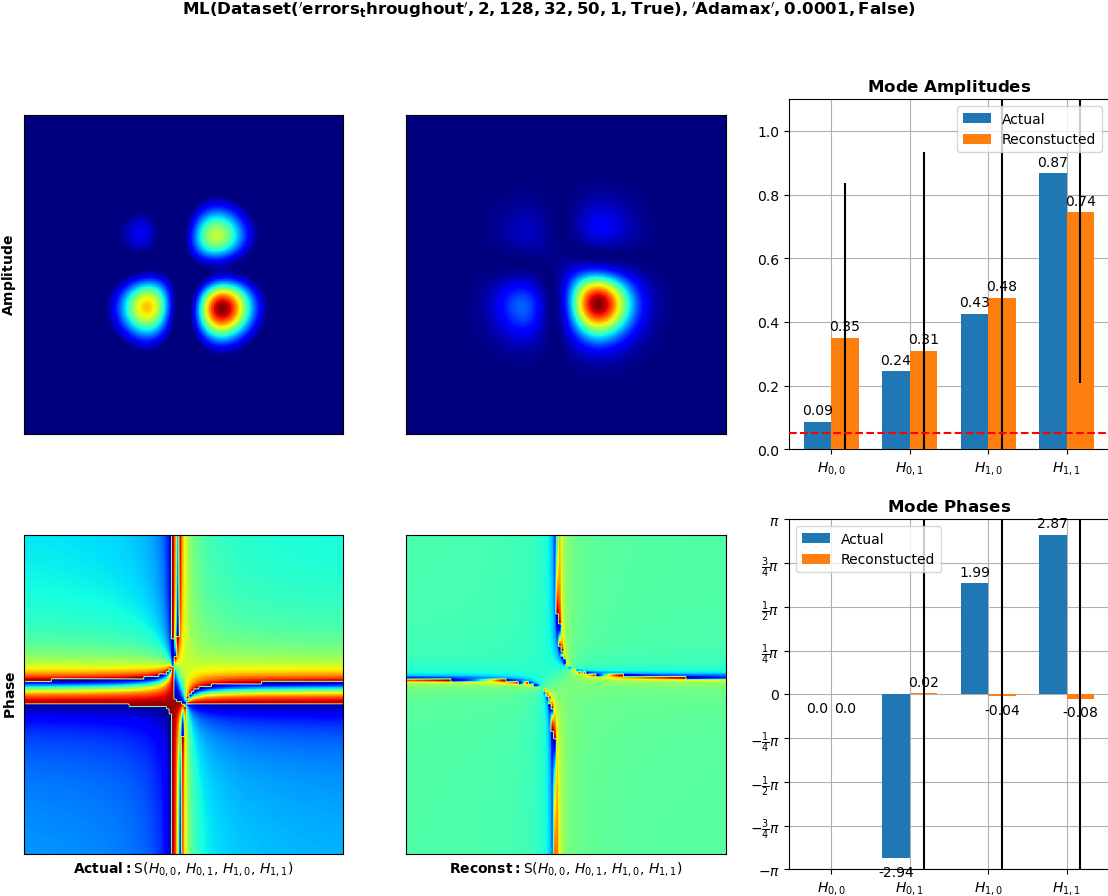 ML(Dataset('errors_throughout', 2, 128, 32, 50, 1, True), 'Adamax', 0.0001, False)
Amplitude
Mode Amplitudes
Actual
Reconstucted
1.0
0.8
0.6
0.4
0.2
0.0
0.09
0.35
0.24
0.31
0.43
0.48
0.87
0.74
H0,0
H0,1
H1,0
H1,1
Phase
Actual: S(H0,0, H0,1, H1,0, H1,1)
Reconst: S(H0,0, H0,1, H1,0, H1,1)
Mode Phases
Actual
Reconstucted
π
3/4π
1/2π
1/4π
0
−1/4π
−1/2π
−3/4π
−π
0.0
0.0
-2.94
0.02
1.99
-0.04
2.87
-0.08
H0,0
H0,1
H1,0
H1,1